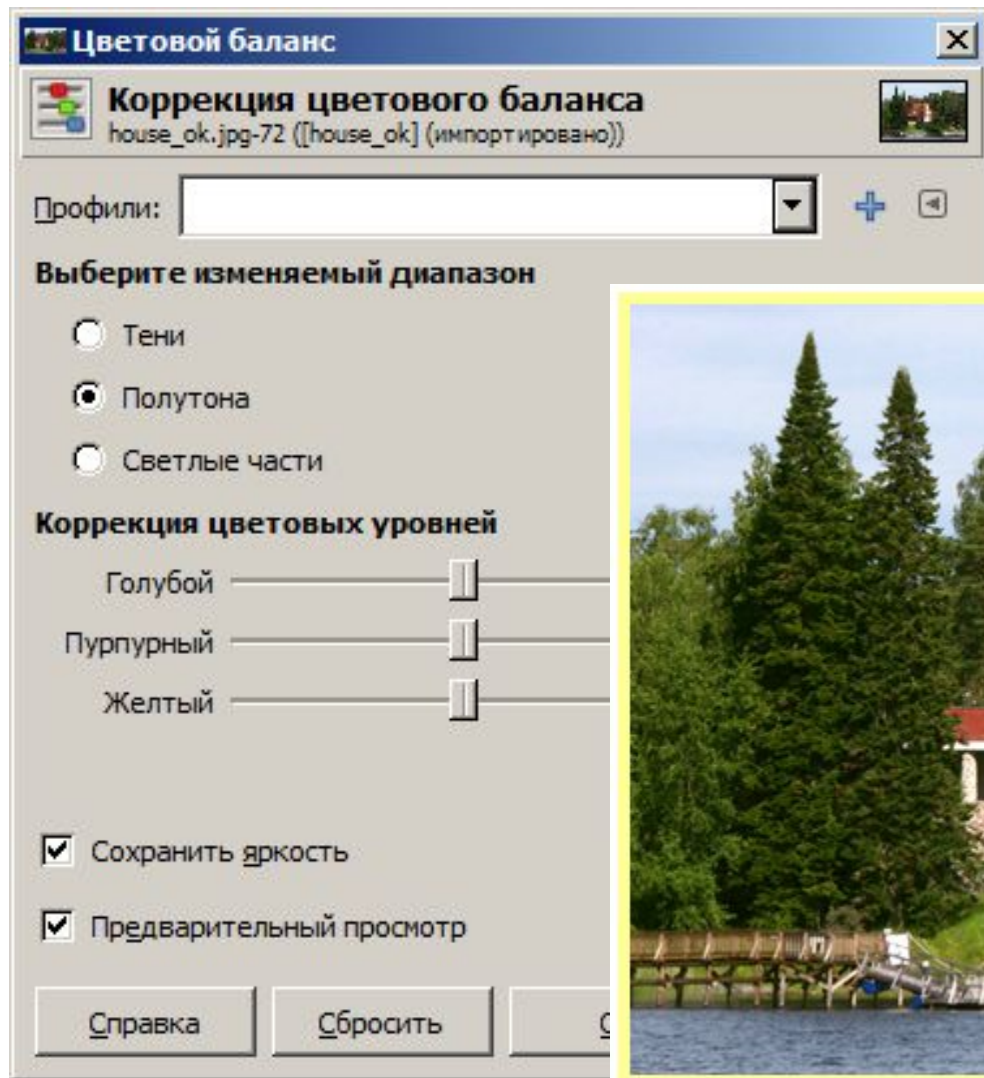 Цветовой баланс
Коррекция цветового баланса
house_ok.jpg-72 ([house_ok] (импортировано))
Профили:
Выберите изменяемый диапазон
Тени
Полутона
Светлые части
Коррекция цветовых уровней
Голубой
Пурпурный
Желтый
Сохранить яркость
Предварительный просмотр
Справка
Сбросить